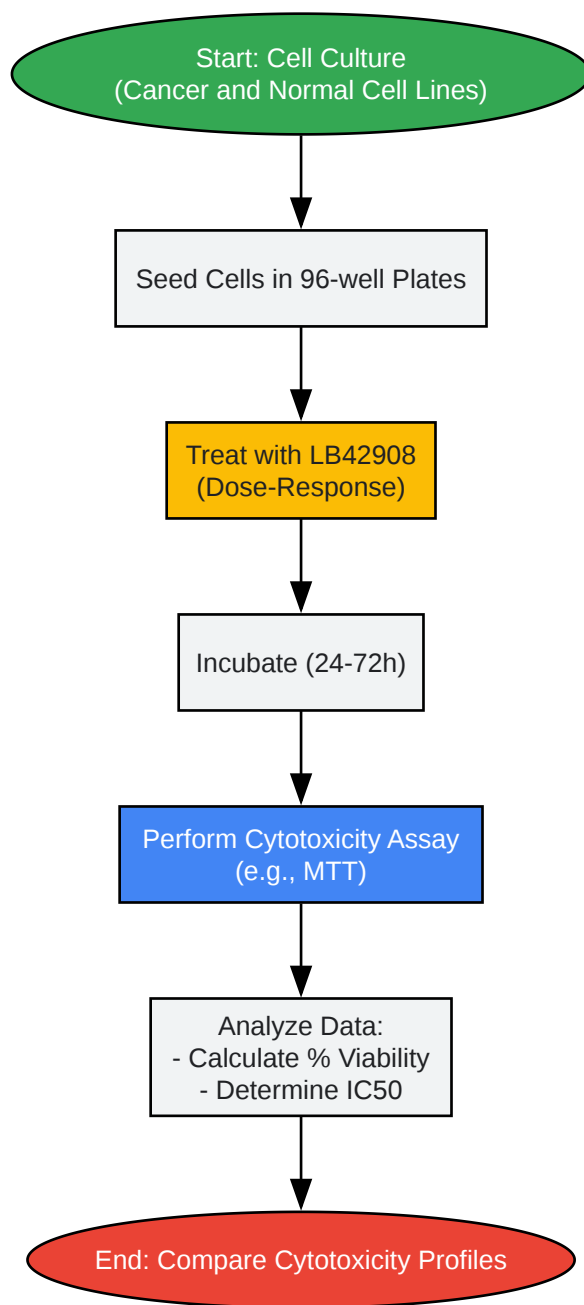 Start: Cell Culture
(Cancer and Normal Cell Lines)
Seed Cells in 96-well Plates
Treat with LB42908
(Dose-Response)
Incubate (24-72h)
Perform Cytotoxicity Assay
(e.g., MTT)
Analyze Data:
- Calculate % Viability
- Determine IC50
End: Compare Cytotoxicity Profiles